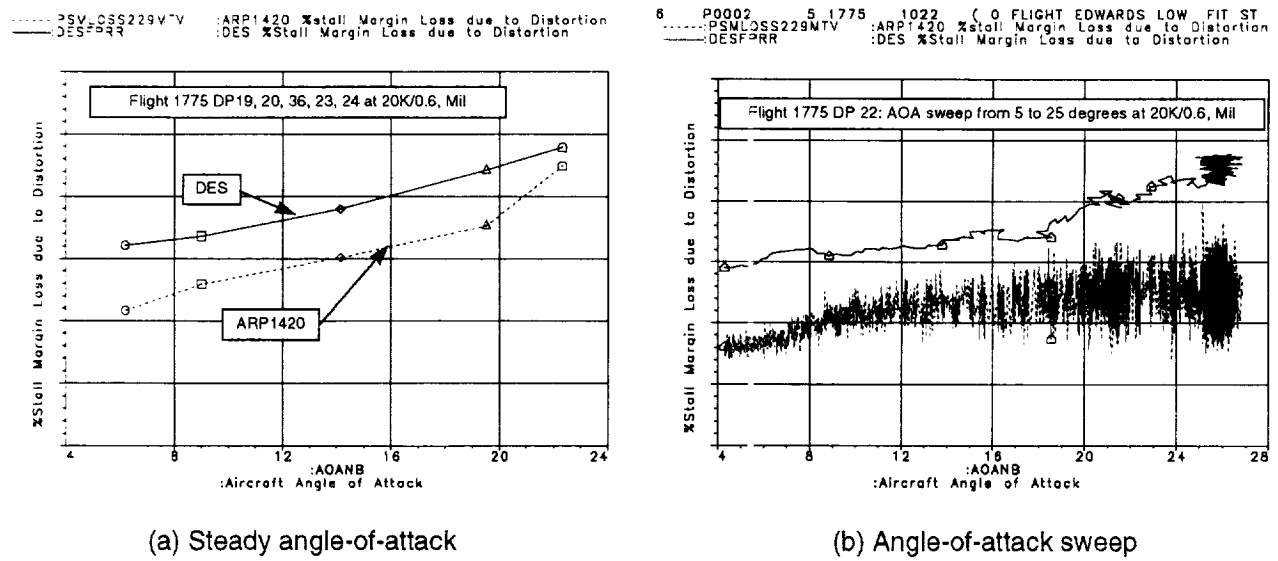 :ARP1420 %stall Margin Loss due to Distortion
:DESFPRR :DES %Stall Margin Loss due to Distortion
Flight 1775 DP19, 20, 36, 23, 24 at 20K/0.6, Mil
DES
ARP1420
%Stall Margin Loss due to Distortion
4 8 12 16 20 24
:AOANB
:Aircraft Angle of Attack
(a) Steady angle-of-attack
6 P0002 5 1775 1022 ( 0 FLIGHT EDWARDS LOW FIT ST
:PSMLOSS229MTV :ARP1420 %stall Margin Loss due to Distortion
:DESFPRR :DES %Stall Margin Loss due to Distortion
Flight 1775 DP 22: AOA sweep from 5 to 25 degrees at 20K/0.6, Mil
%Stall Margin Loss due to Distortion
4 8 12 16 20 24 28
:AOANB
:Aircraft Angle of Attack
(b) Angle-of-attack sweep